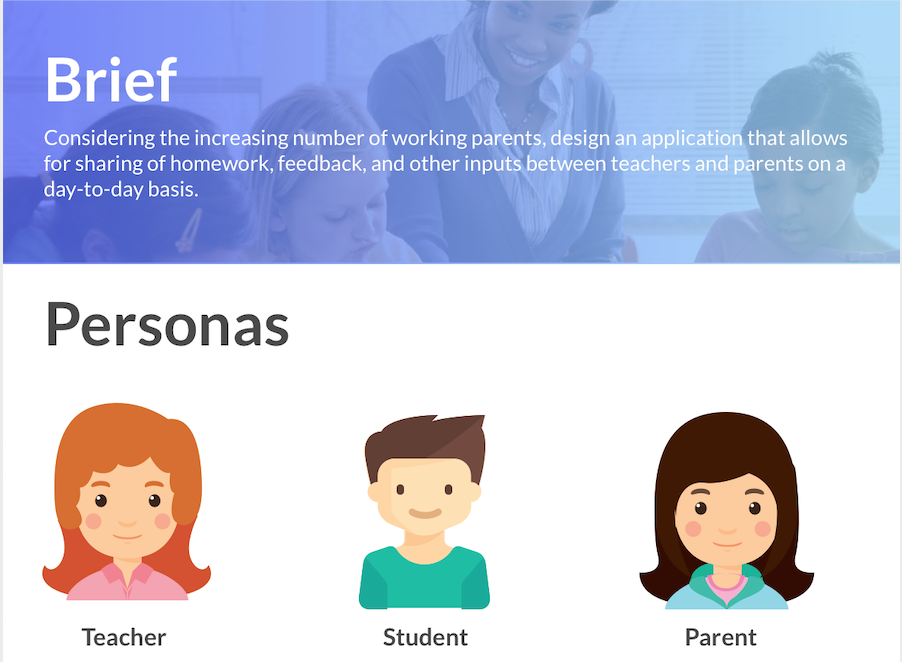 Brief
Considering the increasing number of working parents, design an application that allows
for sharing of homework, feedback, and other inputs between teachers and parents on a
day-to-day basis.
Personas
Teacher
Student
Parent